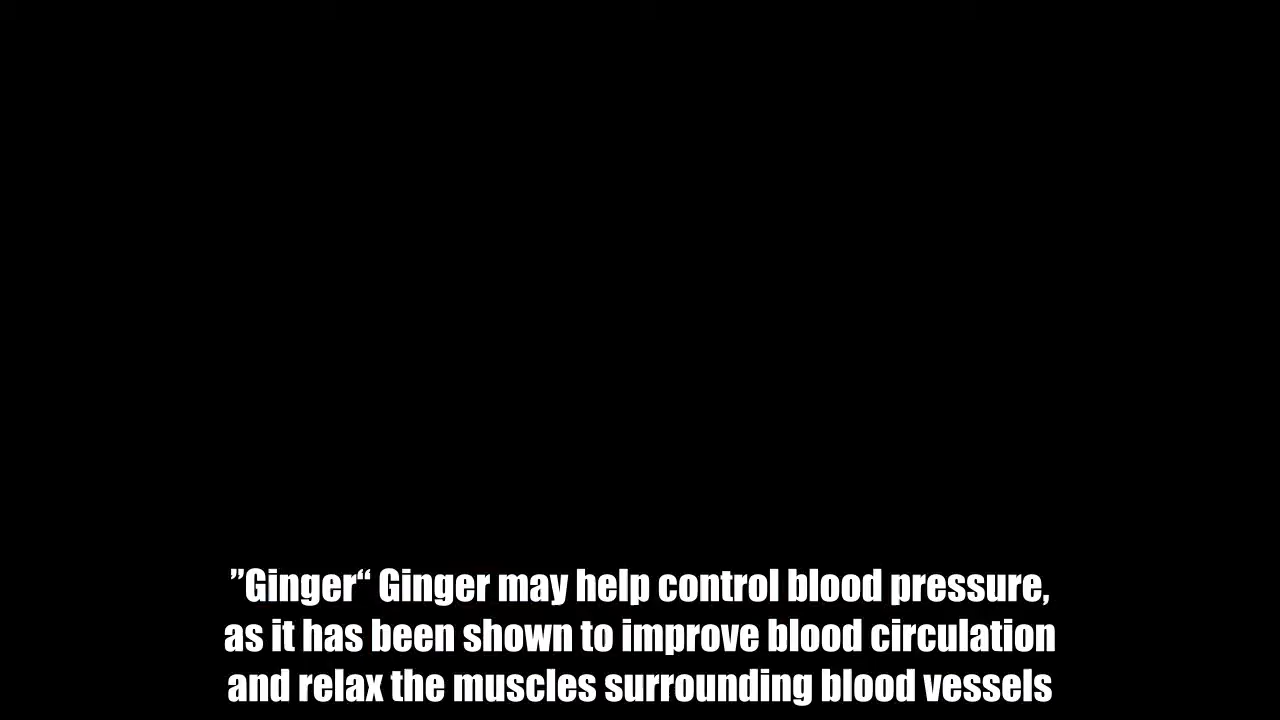 ”Ginger“ Ginger may help control blood pressure,
as it has been shown to improve blood circulation
and relax the muscles surrounding blood vessels